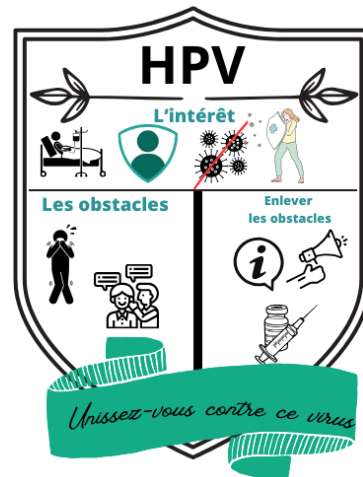 HPV
L'intérêt
Les obstacles
Enlever
les obstacles
i
Unissez-vous contre ce virus